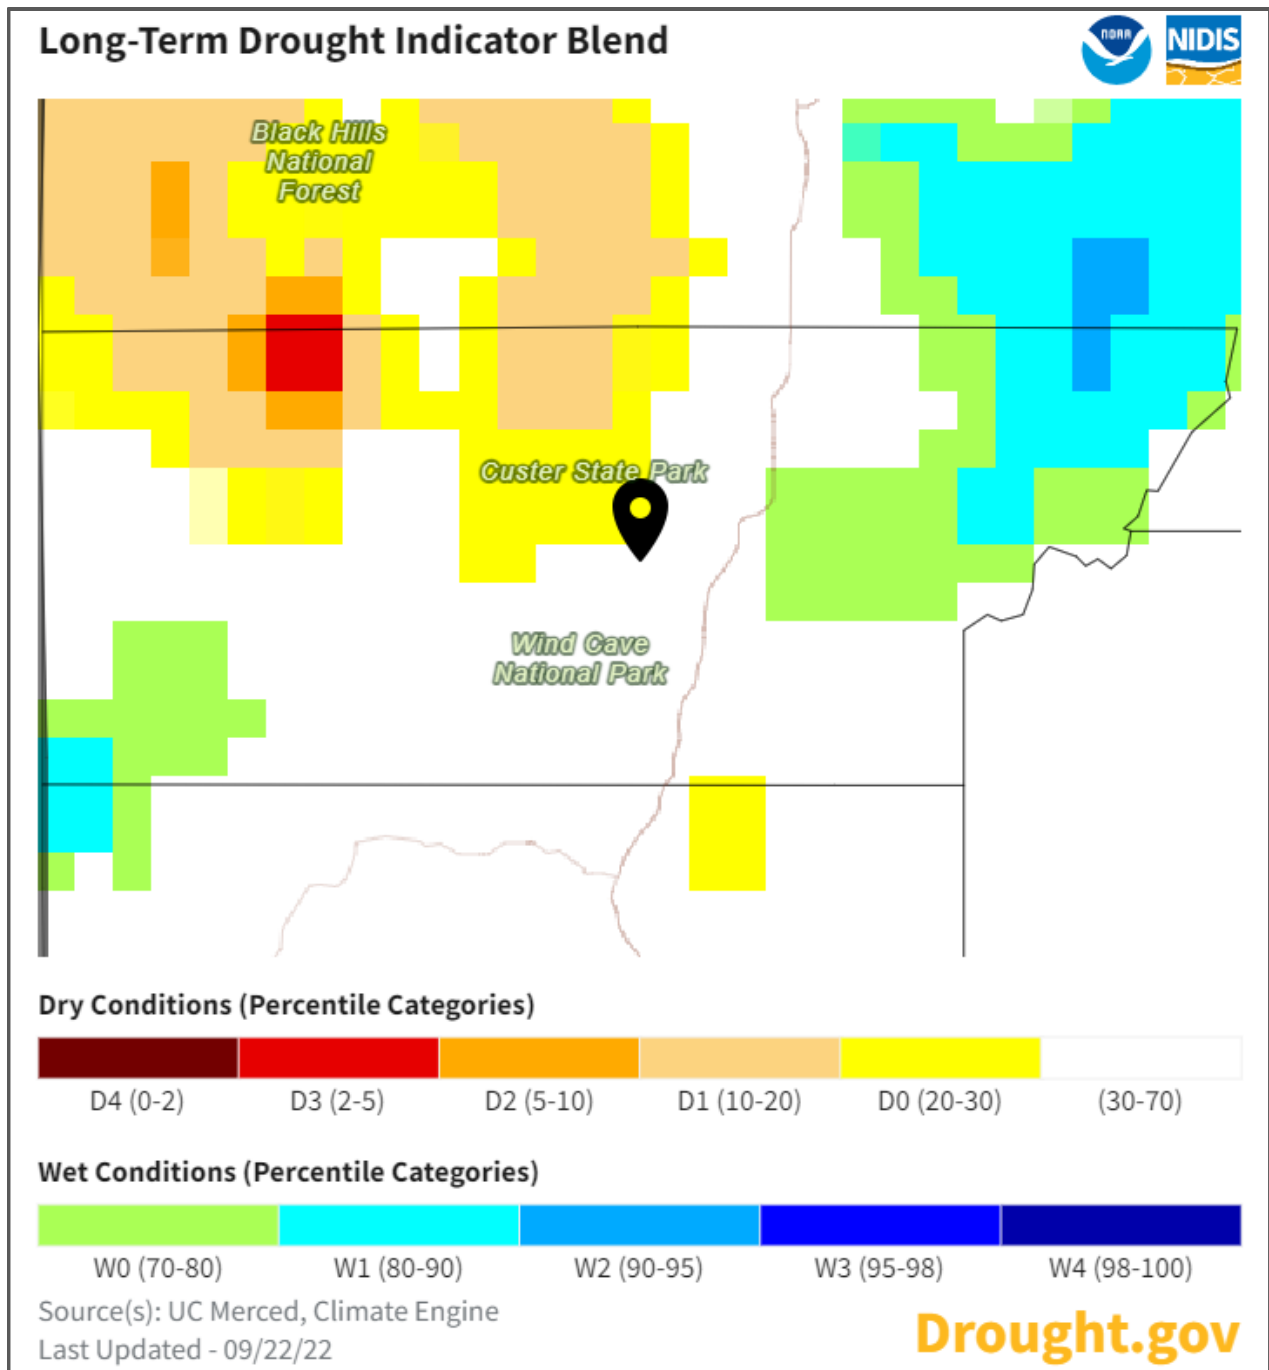 Long-Term Drought Indicator Blend
NOAA
NIDIS
Black Hills
National
Forest
Custer State Park
Wind Cave
National Park
Dry Conditions (Percentile Categories)
D4 (0-2) D3 (2-5) D2 (5-10) D1 (10-20) D0 (20-30) (30-70)
Wet Conditions (Percentile Categories)
W0 (70-80) W1 (80-90) W2 (90-95) W3 (95-98) W4 (98-100)
Source(s): UC Merced, Climate Engine
Last Updated - 09/22/22
Drought.gov